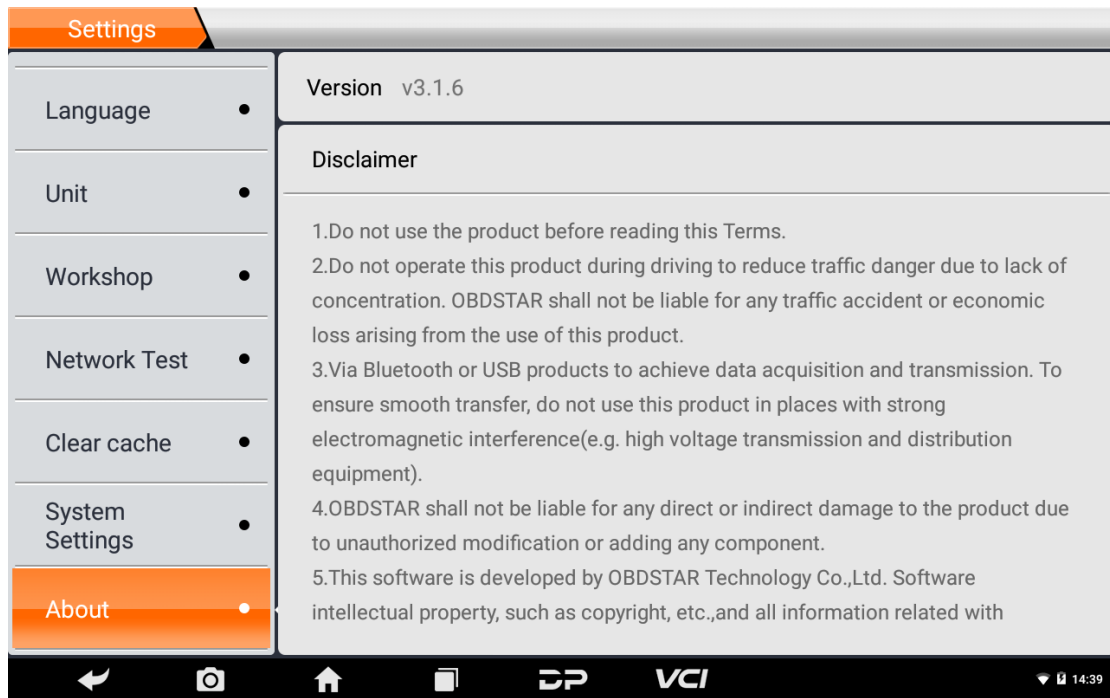 Settings
Language
Unit
Workshop
Network Test
Clear cache
System
Settings
About
Version v3.1.6
Disclaimer
1.Do not use the product before reading this Terms.
2.Do not operate this product during driving to reduce traffic danger due to lack of
concentration. OBDSTAR shall not be liable for any traffic accident or economic
loss arising from the use of this product.
3.Via Bluetooth or USB products to achieve data acquisition and transmission. To
ensure smooth transfer, do not use this product in places with strong
electromagnetic interference(e.g. high voltage transmission and distribution
equipment).
4.OBDSTAR shall not be liable for any direct or indirect damage to the product due
to unauthorized modification or adding any component.
5.This software is developed by OBDSTAR Technology Co.,Ltd. Software
intellectual property, such as copyright, etc.,and all information related with
DP VCI 14:39